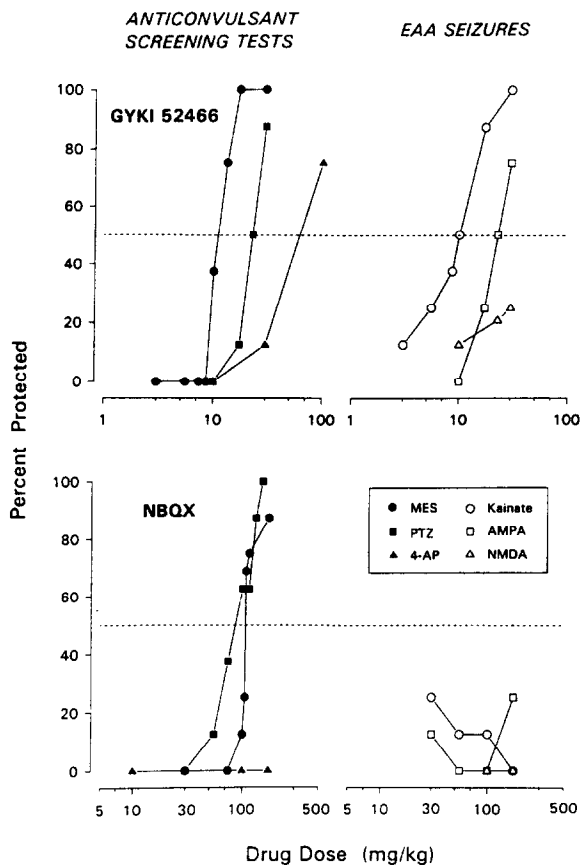 ANTICONVULSANT
SCREENING TESTS
EAA SEIZURES
GYKI 52466
100
80
60
40
20
0
1
10
100
1
10
100
Percent Protected
NBQX
MES
PTZ
4-AP
Kainate
AMPA
NMDA
100
80
60
40
20
0
5
10
30
100
500
5
10
30
100
500
Drug Dose (mg/kg)